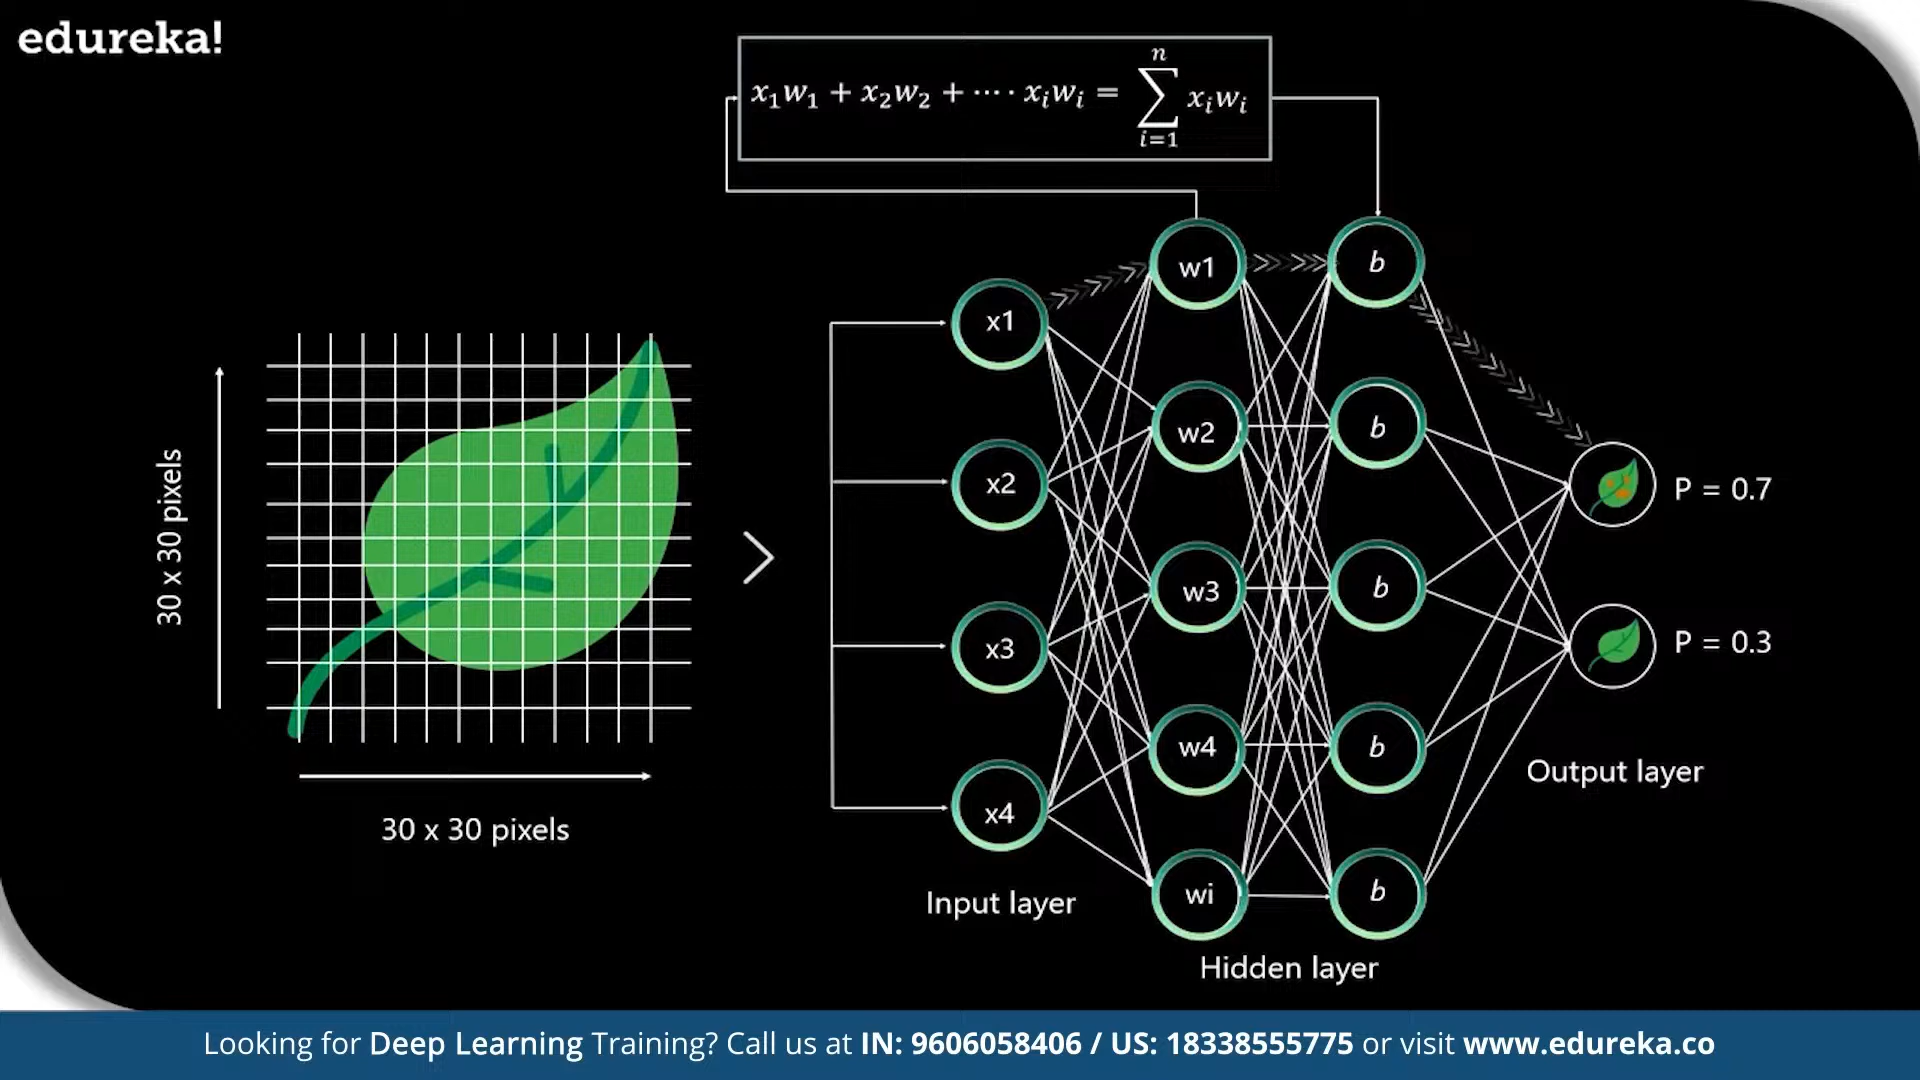 edureka!
x₁w₁ + x₂w₂ + ···· xᵢwᵢ = ∑ⁿᵢ₌₁ xᵢwᵢ
30 x 30 pixels
30 x 30 pixels
x1
x2
x3
x4
Input layer
w1
w2
w3
w4
wi
b
b
b
b
b
Hidden layer
P = 0.7
P = 0.3
Output layer
Looking for Deep Learning Training? Call us at IN: 9606058406 / US: 18338555775 or visit www.edureka.co